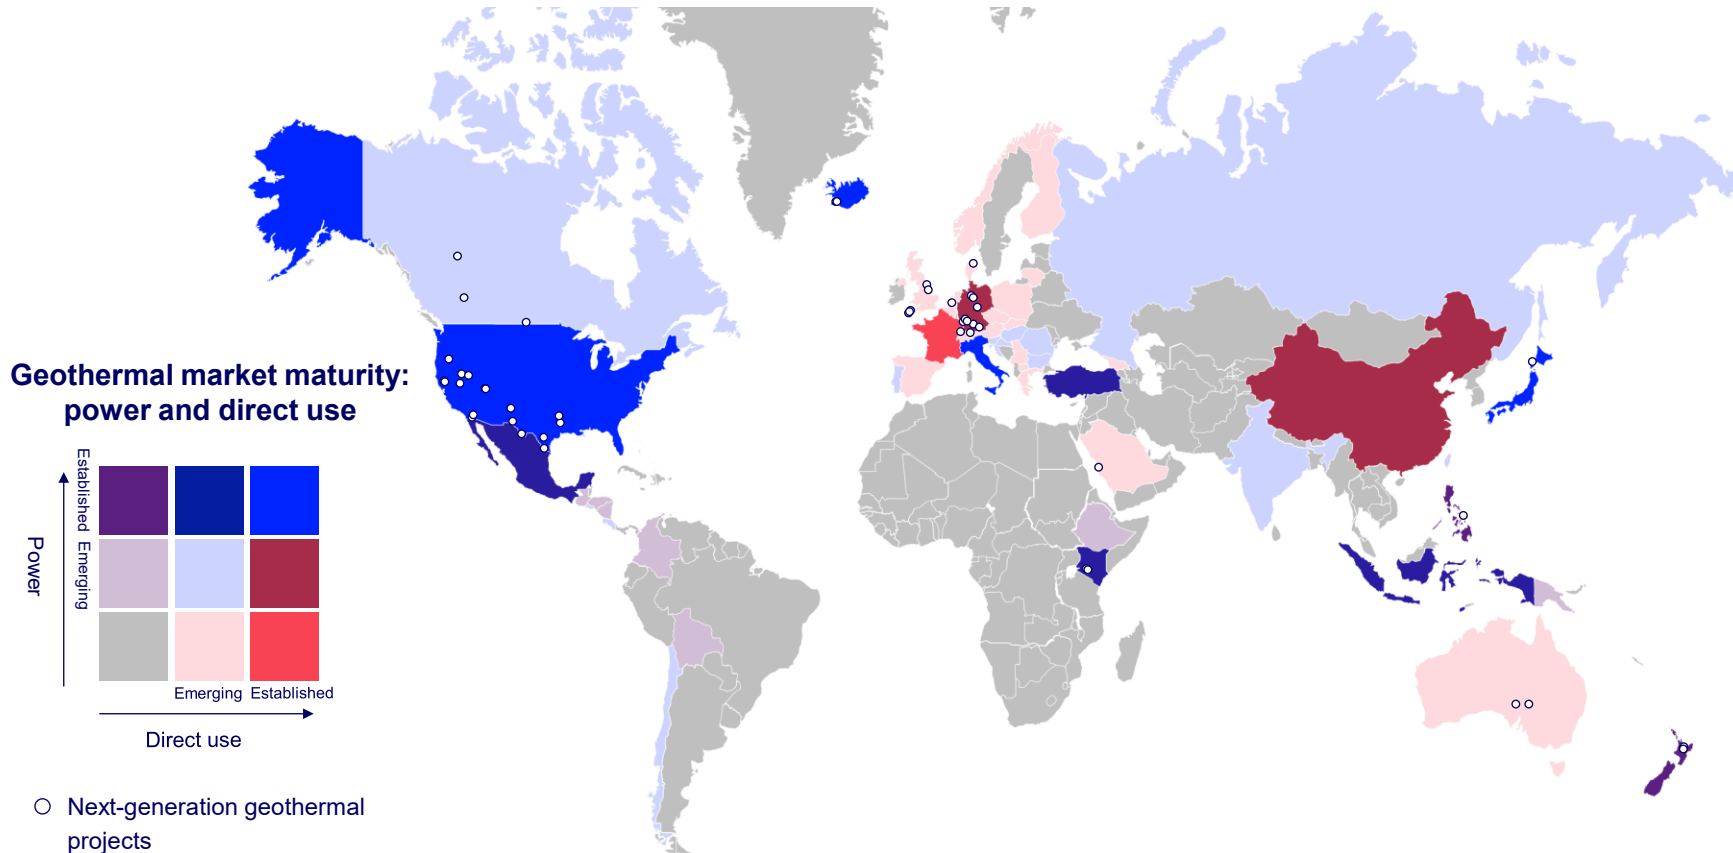 Geothermal market maturity:
power and direct use
Established
Emerging
Power
Emerging
Established
Direct use
Next-generation geothermal
projects